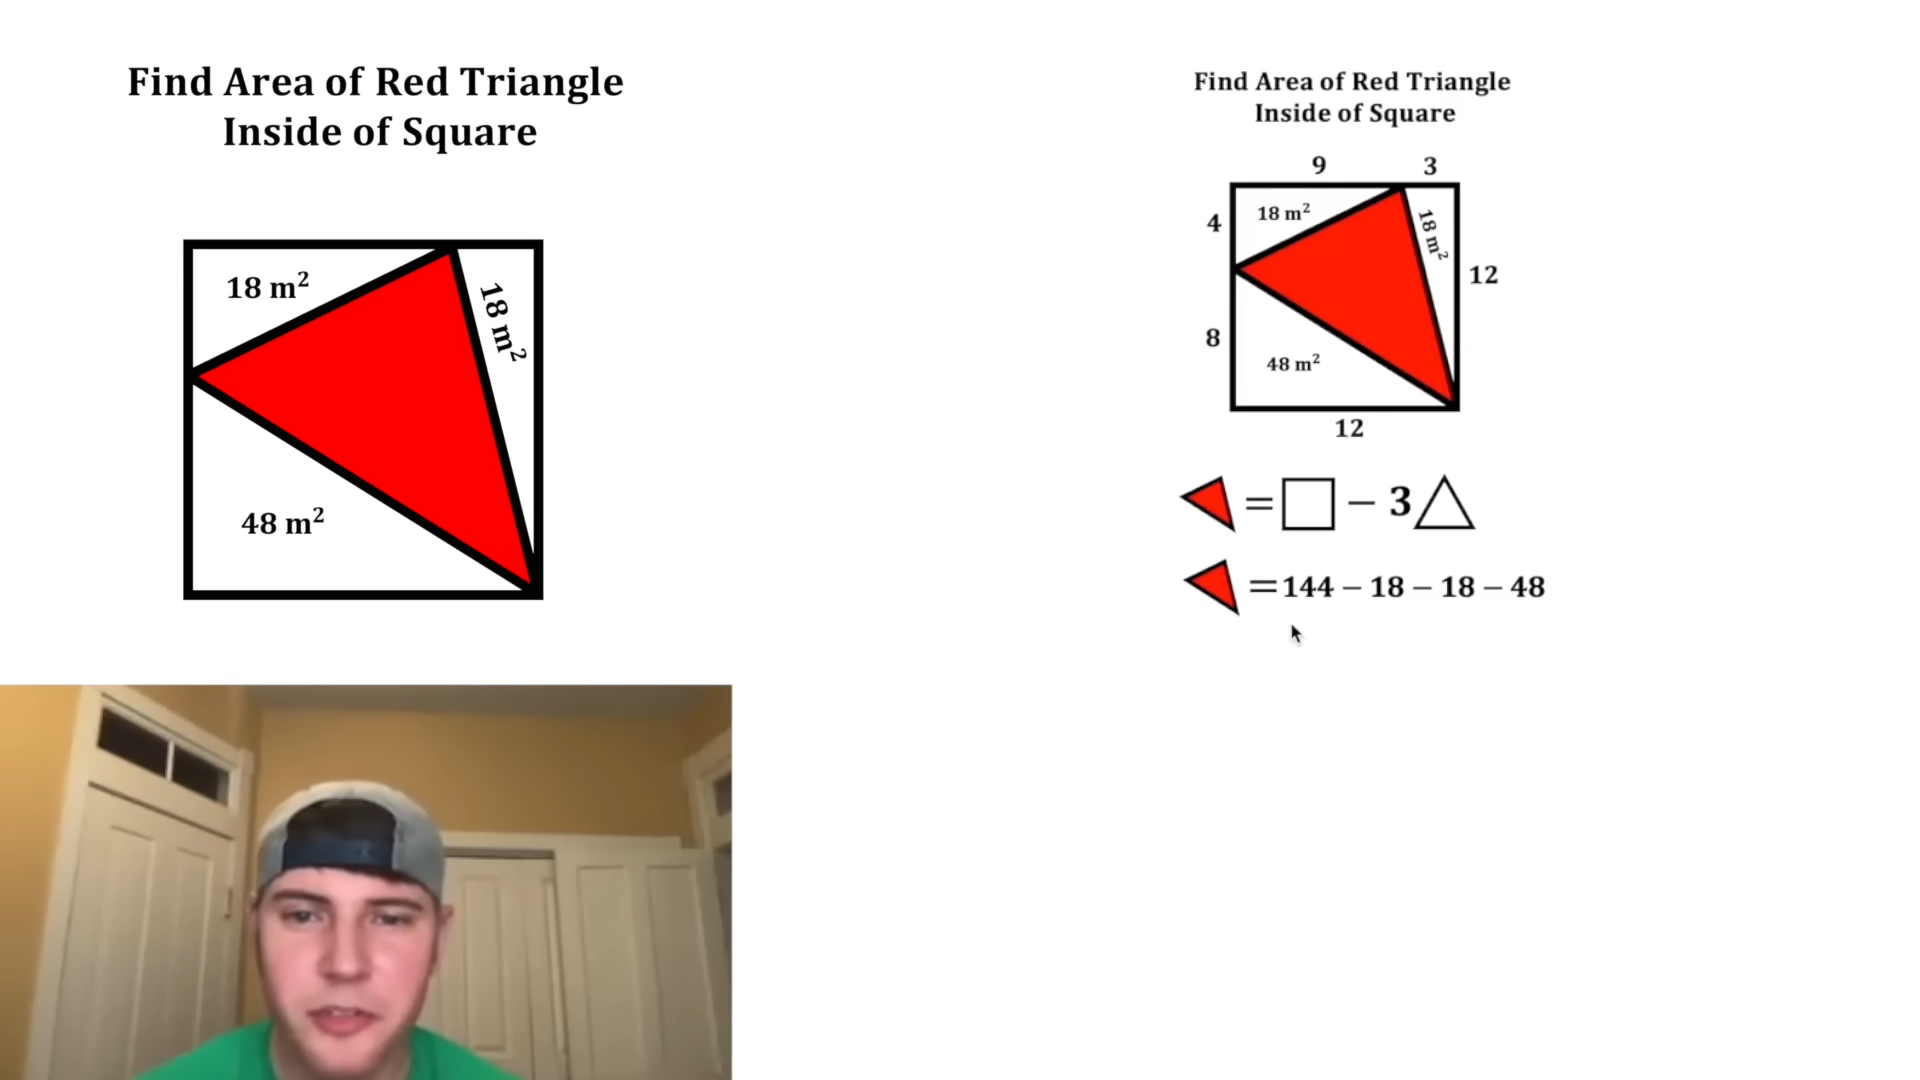 Find Area of Red Triangle
Inside of Square
18 m²
18 m²
48 m²
Find Area of Red Triangle
Inside of Square
9
3
4
18 m²
18 m²
12
8
48 m²
12
= □ − 3 △
= 144 − 18 − 18 − 48